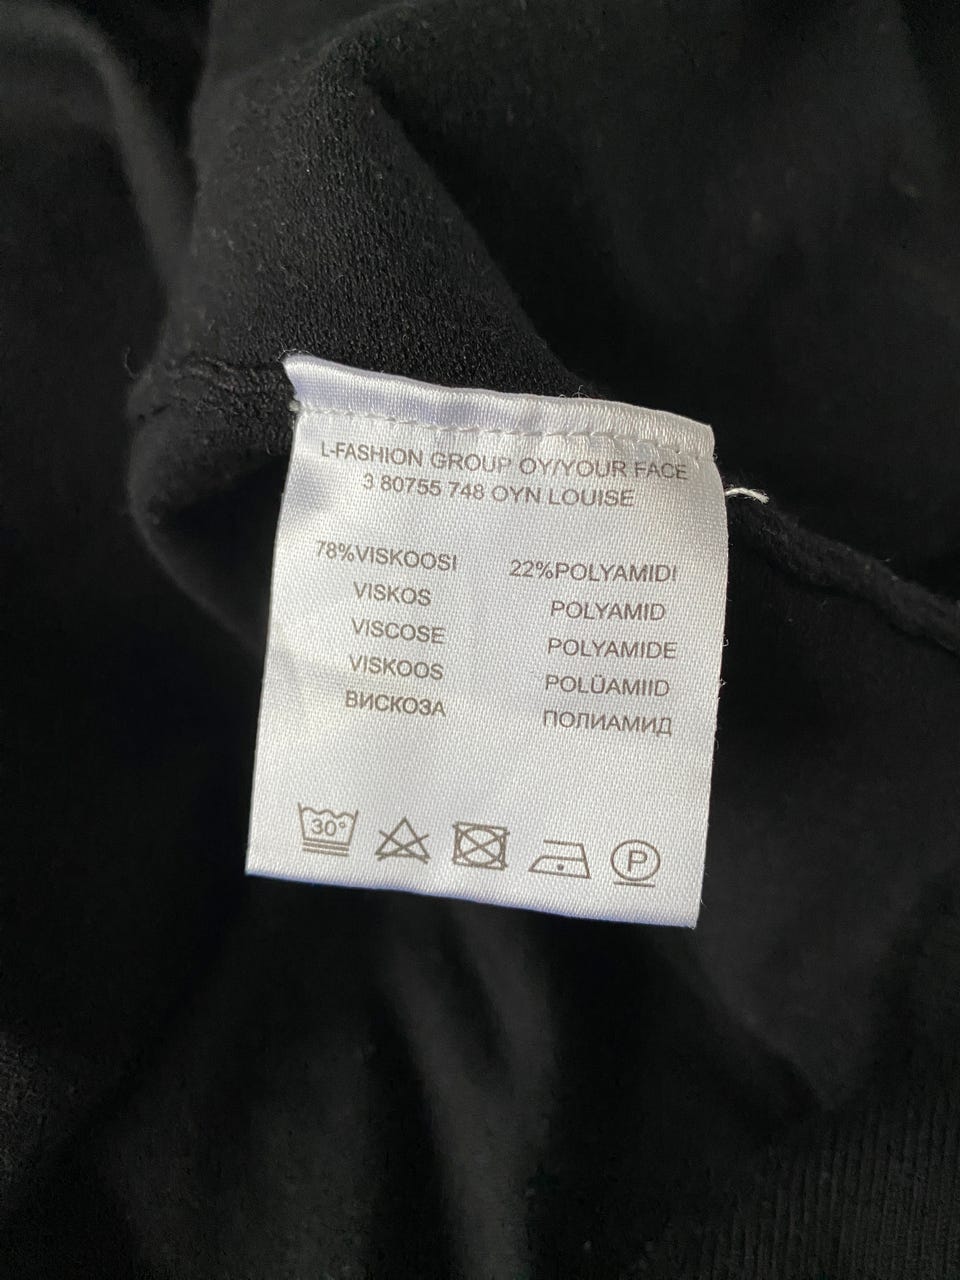 L-FASHION GROUP OY/YOUR FACE
3 80755 748 OYN LOUISE
78%VISKOOSI
VISKOS
VISCOSE
VISKOOS
ВИСКОЗА
22%POLYAMIDI
POLYAMID
POLYAMIDE
POLÜAMIID
ПОЛИАМИД
30°
P